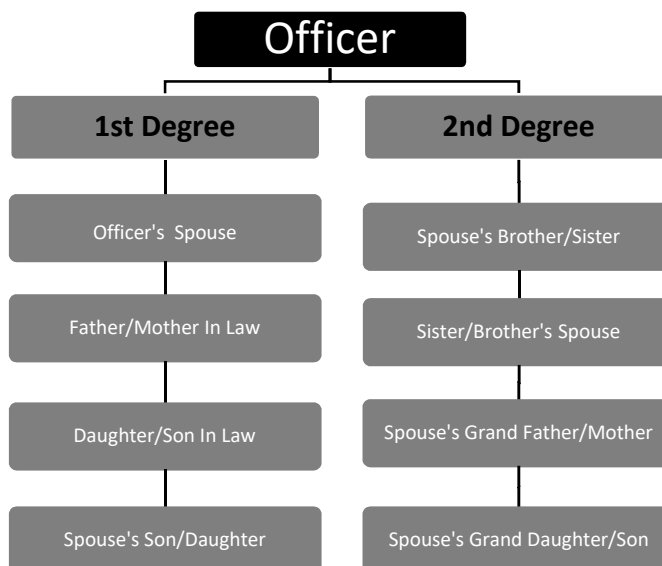 Officer
1st Degree
Officer's Spouse
Father/Mother In Law
Daughter/Son In Law
Spouse's Son/Daughter
2nd Degree
Spouse's Brother/Sister
Sister/Brother's Spouse
Spouse's Grand Father/Mother
Spouse's Grand Daughter/Son